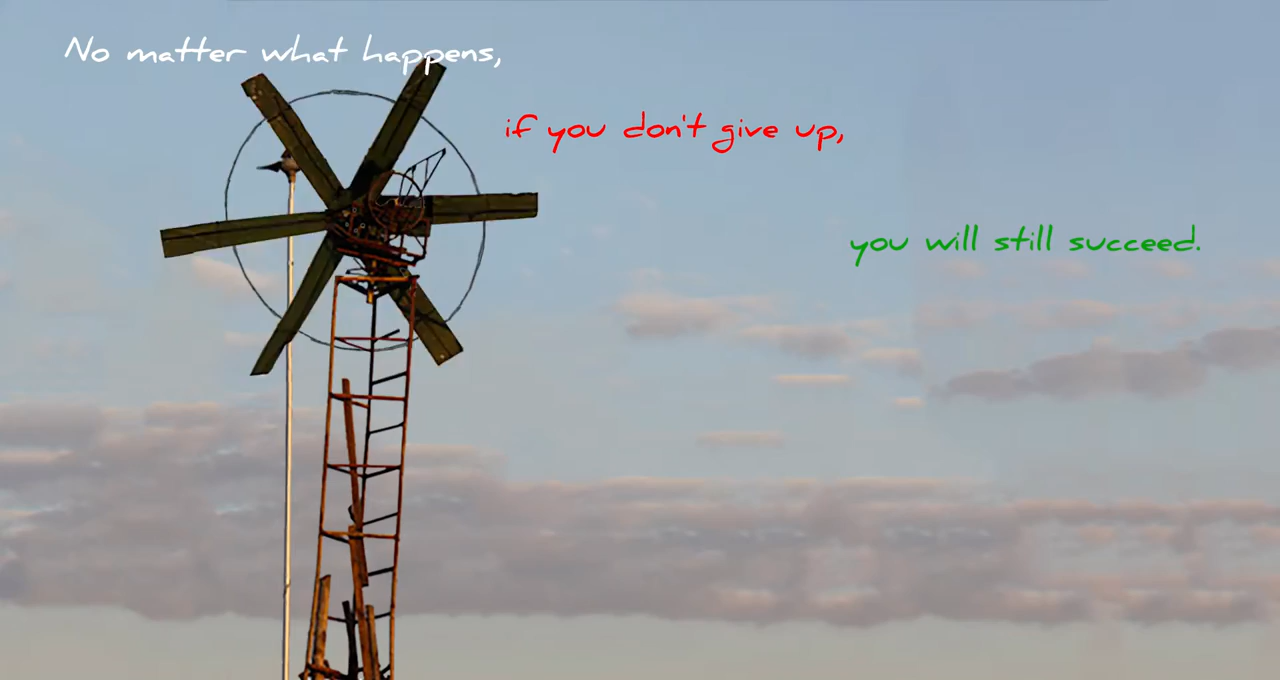 No matter what happens,
if you don't give up,
you will still succeed.